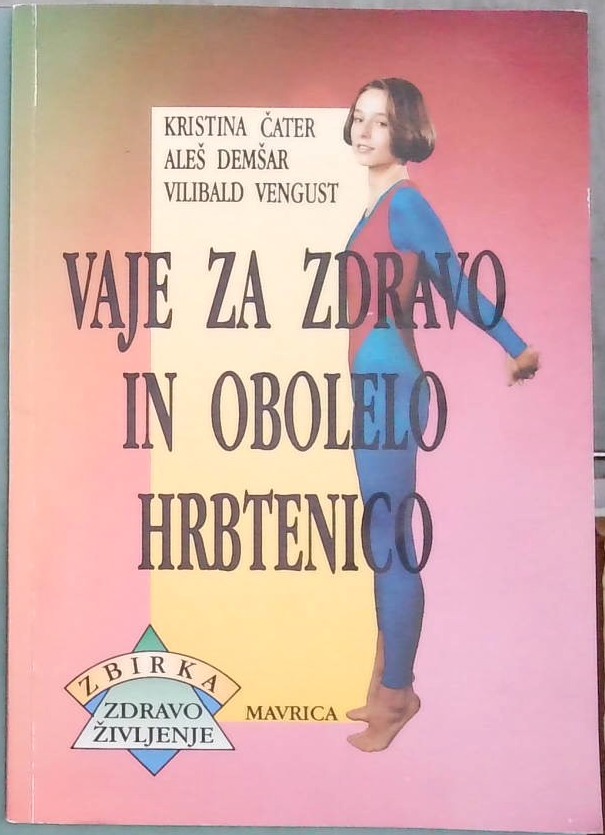 KRISTINA ČATER
ALEŠ DEMŠAR
VILIBALD VENGUST
VAJE ZA ZDRAVO
IN OBOLELO
HRBTENICO
ZBIRKA
ZDRAVO
ŽIVLJENJE
MAVRICA